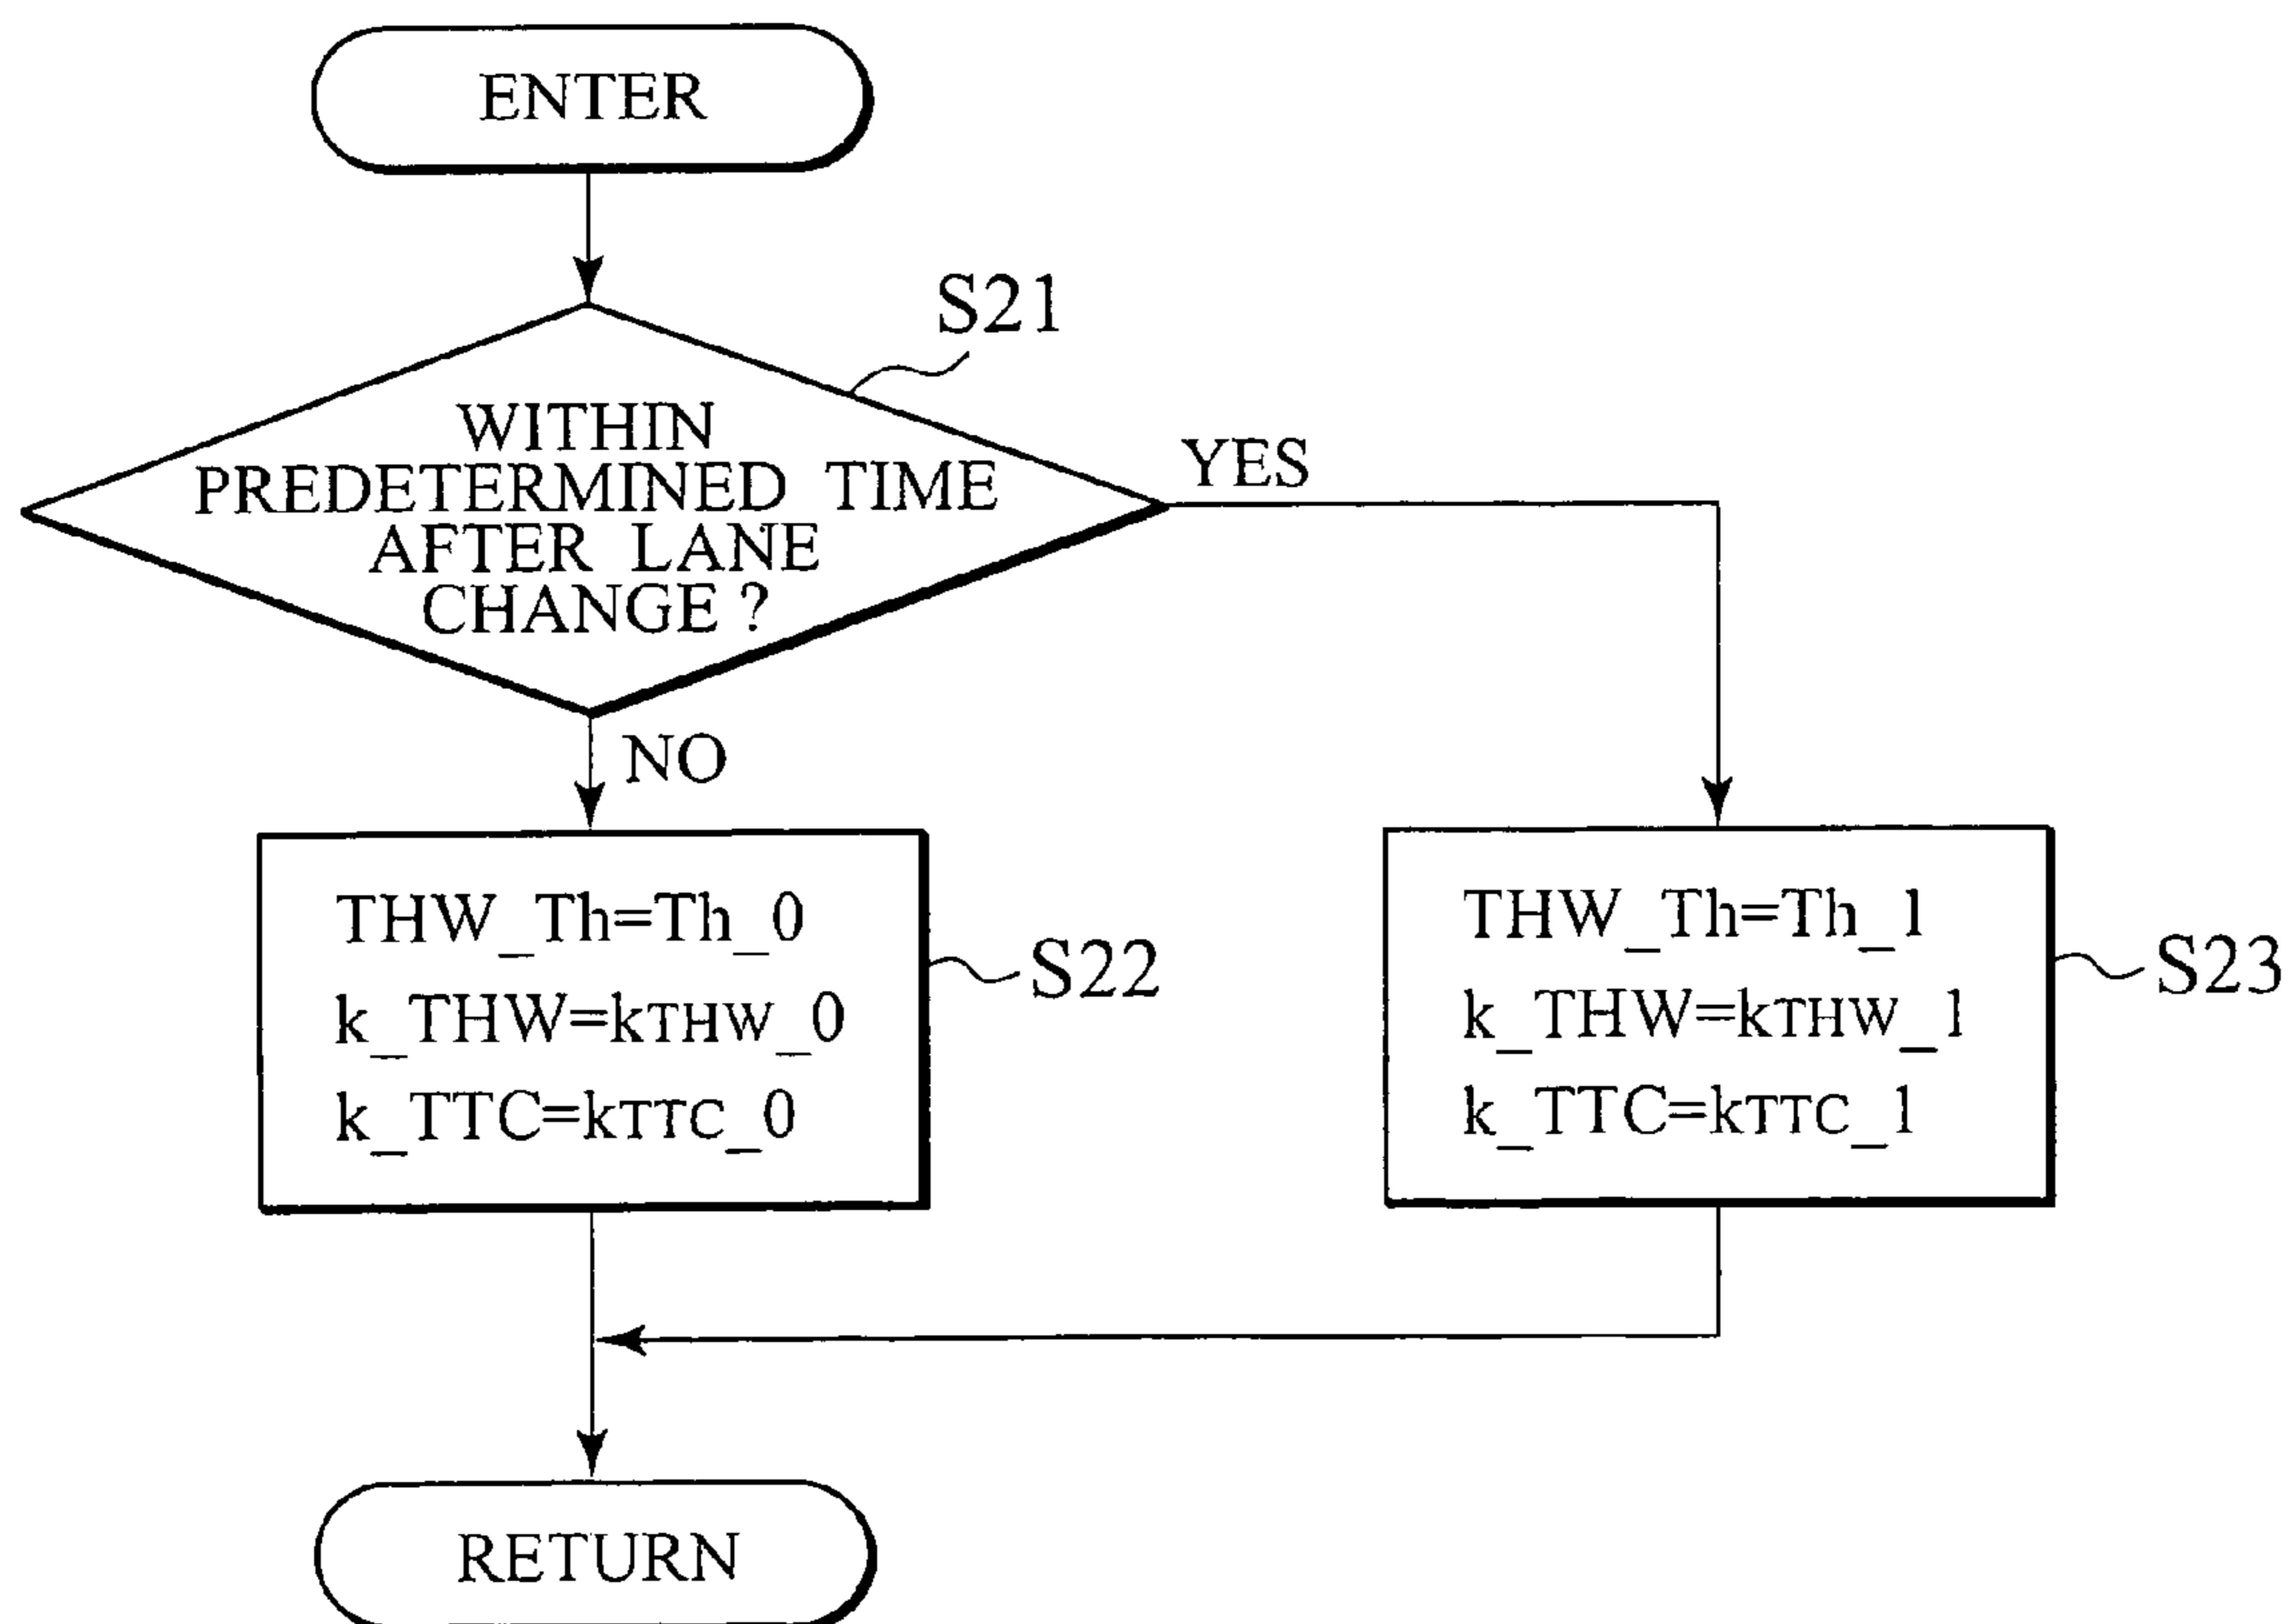 ENTER
S21
WITHIN
PREDETERMINED TIME
AFTER LANE
CHANGE ?
YES
NO
THW_Th=Th_0
k_THW=kTHW_0
k_TTC=kTTC_0
S22
THW_Th=Th_1
k_THW=kTHW_1
k_TTC=kTTC_1
S23
RETURN